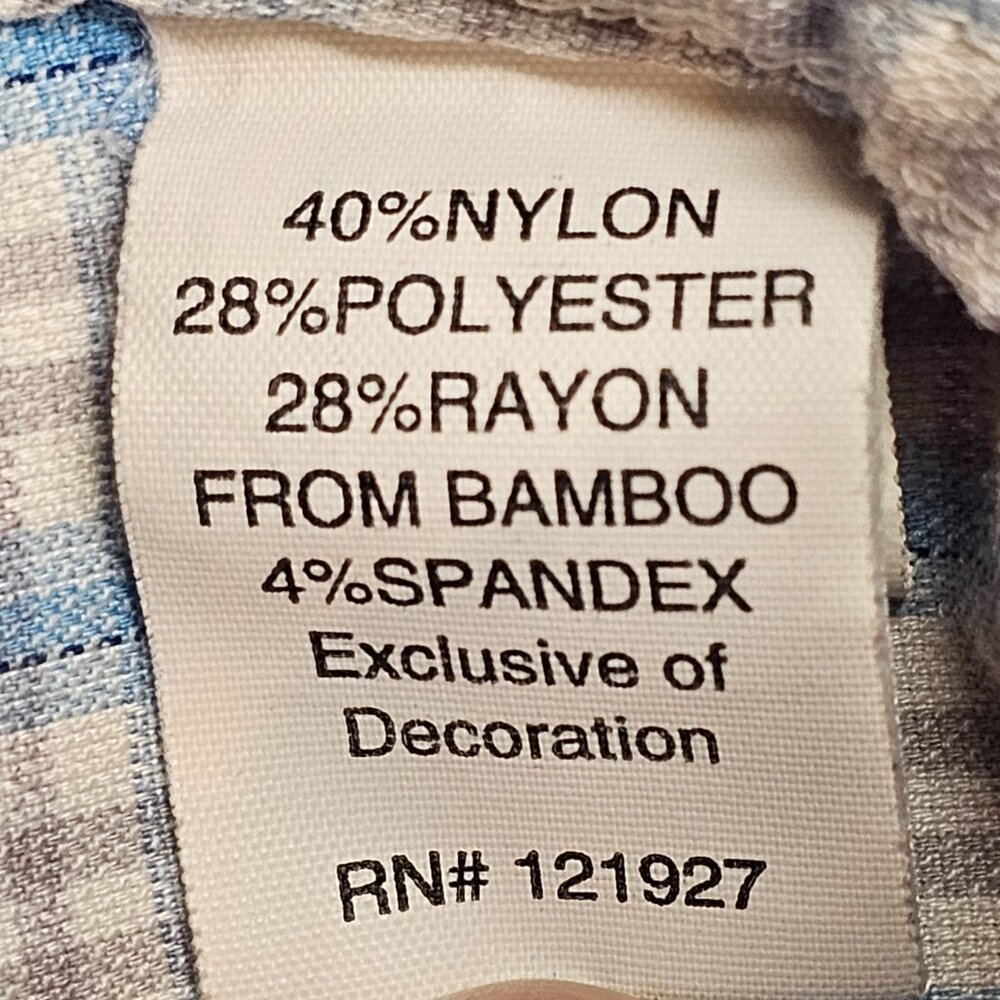 40%NYLON
28%POLYESTER
28%RAYON
FROM BAMBOO
4%SPANDEX
Exclusive of
Decoration
RN# 121927